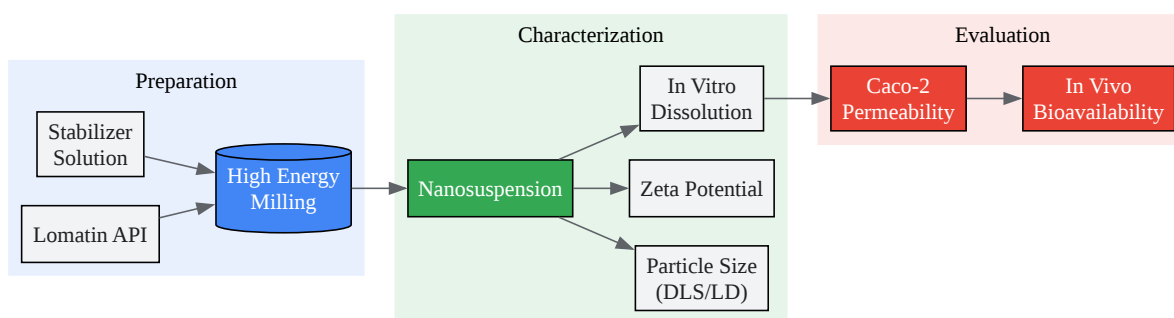 Preparation
Stabilizer
Solution
Lomatin API
High Energy
Milling
Characterization
Nanosuspension
In Vitro
Dissolution
Zeta Potential
Particle Size
(DLS/LD)
Evaluation
Caco-2
Permeability
In Vivo
Bioavailability